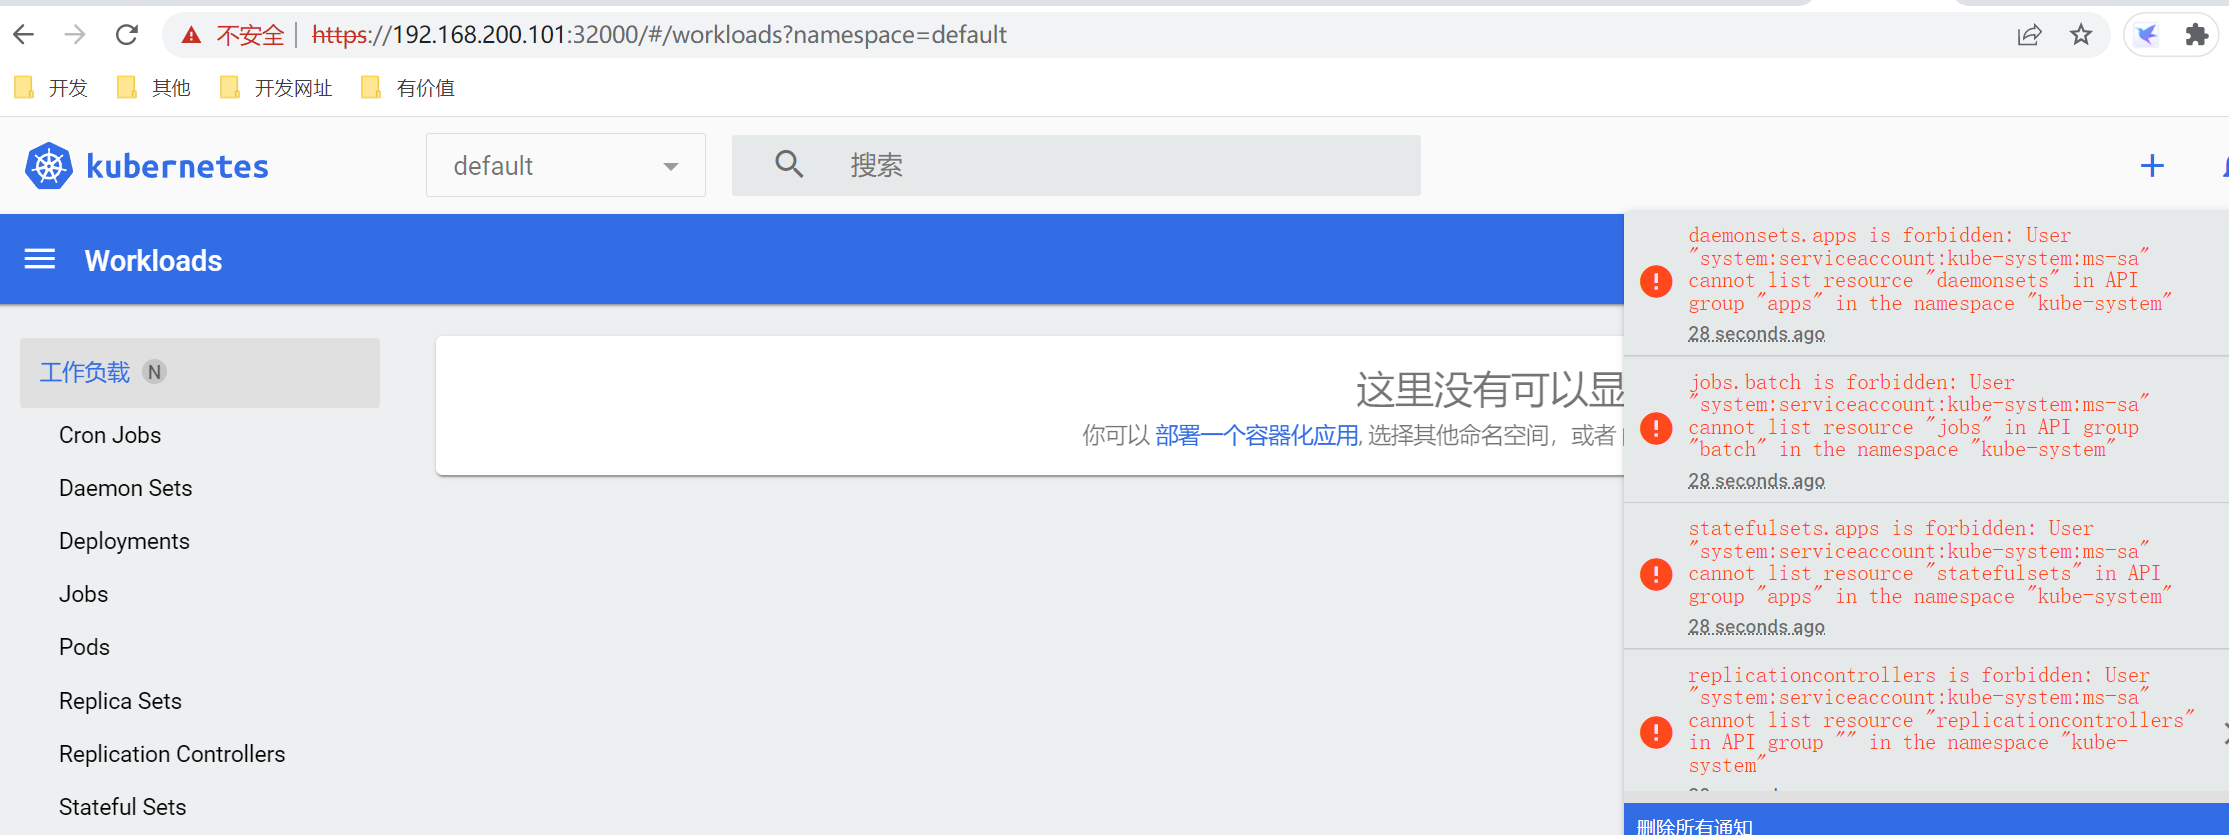 不安全 | https://192.168.200.101:32000/#/workloads?namespace=default
开发 其他 开发网址 有价值
kubernetes default 搜索
Workloads
工作负载 N
Cron Jobs
Daemon Sets
Deployments
Jobs
Pods
Replica Sets
Replication Controllers
Stateful Sets
这里没有可以显
你可以 部署一个容器化应用, 选择其他命名空间，或者
daemonsets.apps is forbidden: User
"system:serviceaccount:kube-system:ms-sa"
cannot list resource "daemonsets" in API
group "apps" in the namespace "kube-system"
28 seconds ago
jobs.batch is forbidden: User
"system:serviceaccount:kube-system:ms-sa"
cannot list resource "jobs" in API group
"batch" in the namespace "kube-system"
28 seconds ago
statefulsets.apps is forbidden: User
"system:serviceaccount:kube-system:ms-sa"
cannot list resource "statefulsets" in API
group "apps" in the namespace "kube-system"
28 seconds ago
replicationcontrollers is forbidden: User
"system:serviceaccount:kube-system:ms-sa"
cannot list resource "replicationcontrollers"
in API group "" in the namespace "kube-
system"
删除所有通知